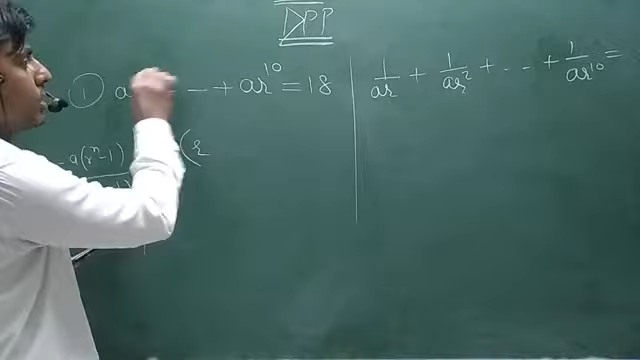 DPP
① a - + ar¹⁰ = 18
a(rⁿ-1) (r
1/ar + 1/ar² + - - - + 1/ar¹⁰ =